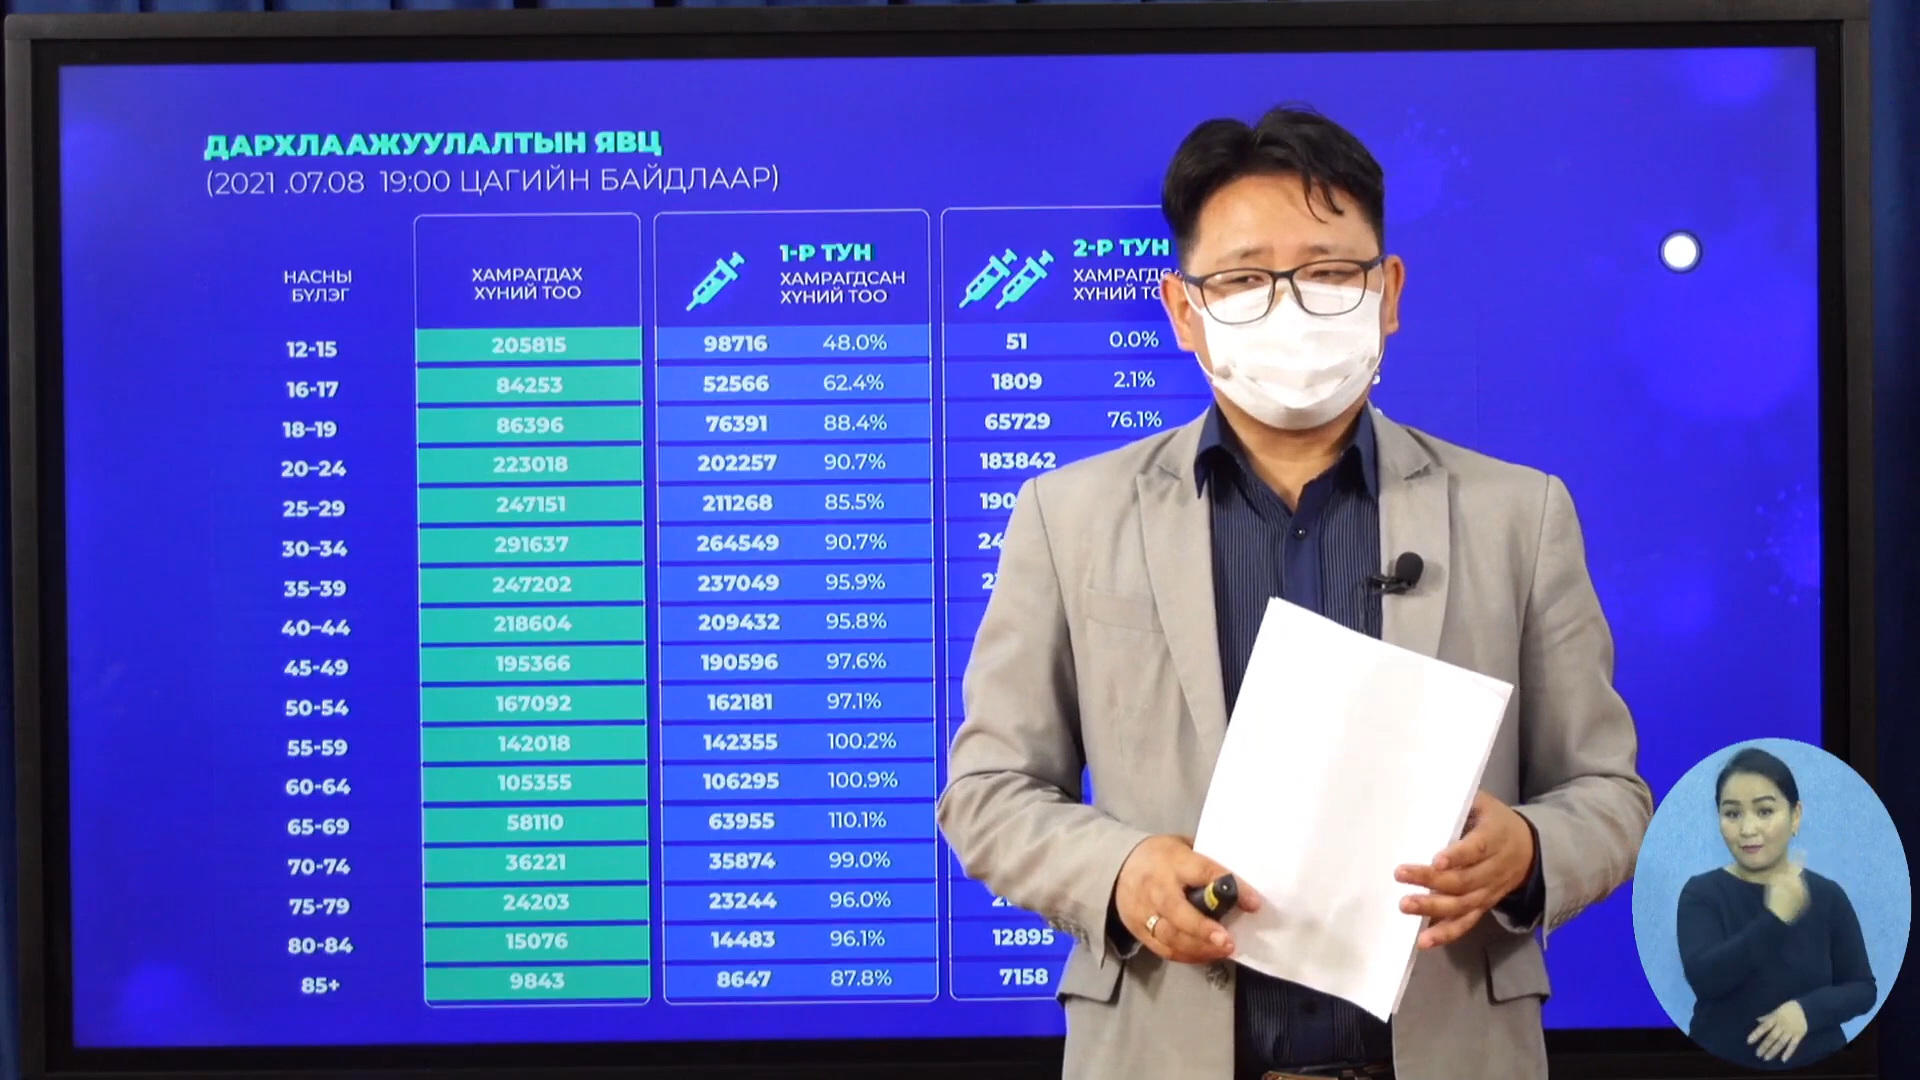 ДАРХЛААЖУУЛАЛТЫН ЯВЦ
(2021 .07.08 19:00 ЦАГИЙН БАЙДЛААР)
НАСНЫ
БҮЛЭГ
ХАМРАГДАХ
ХҮНИЙ ТОО
1-Р ТУН
ХАМРАГДСАН
ХҮНИЙ ТОО
2-Р ТУН
ХҮНИЙ
12-15 205815 98716 48.0% 51 0.0%
16-17 84253 52566 62.4% 1809 2.1%
18–19 86396 76391 88.4% 65729 76.1%
20–24 223018 202257 90.7% 183842
25–29 247151 211268 85.5%
30–34 291637 264549 90.7%
35–39 247202 237049 95.9%
40–44 218604 209432 95.8%
45-49 195366 190596 97.6%
50-54 167092 162181 97.1%
55-59 142018 142355 100.2%
60-64 105355 106295 100.9%
65-69 58110 63955 110.1%
70-74 36221 35874 99.0%
75-79 24203 23244 96.0%
80-84 15076 14483 96.1% 12895
85+ 9843 8647 87.8% 7158